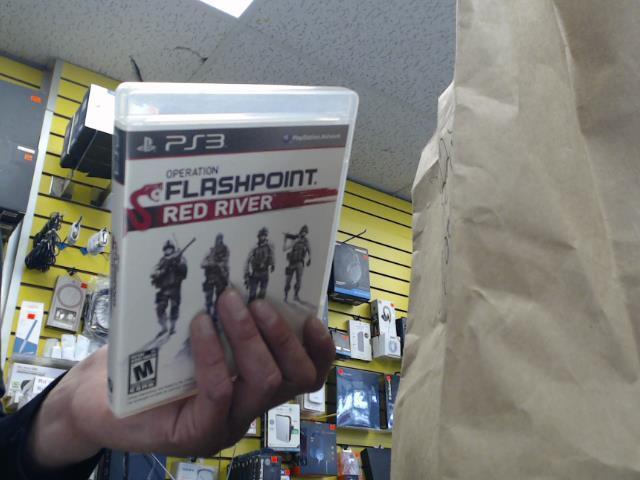 PS3
PlayStation Network
OPERATION
FLASHPOINT
RED RIVER
M